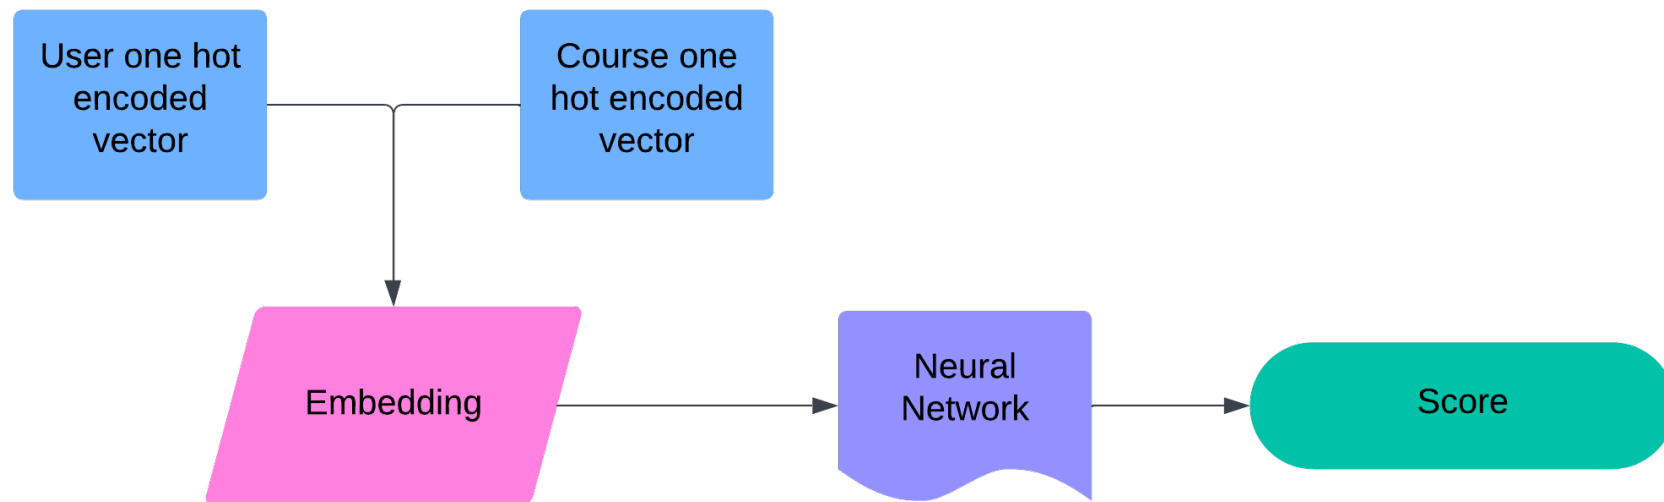 User one hot
encoded
vector
Course one
hot encoded
vector
Embedding
Neural
Network
Score